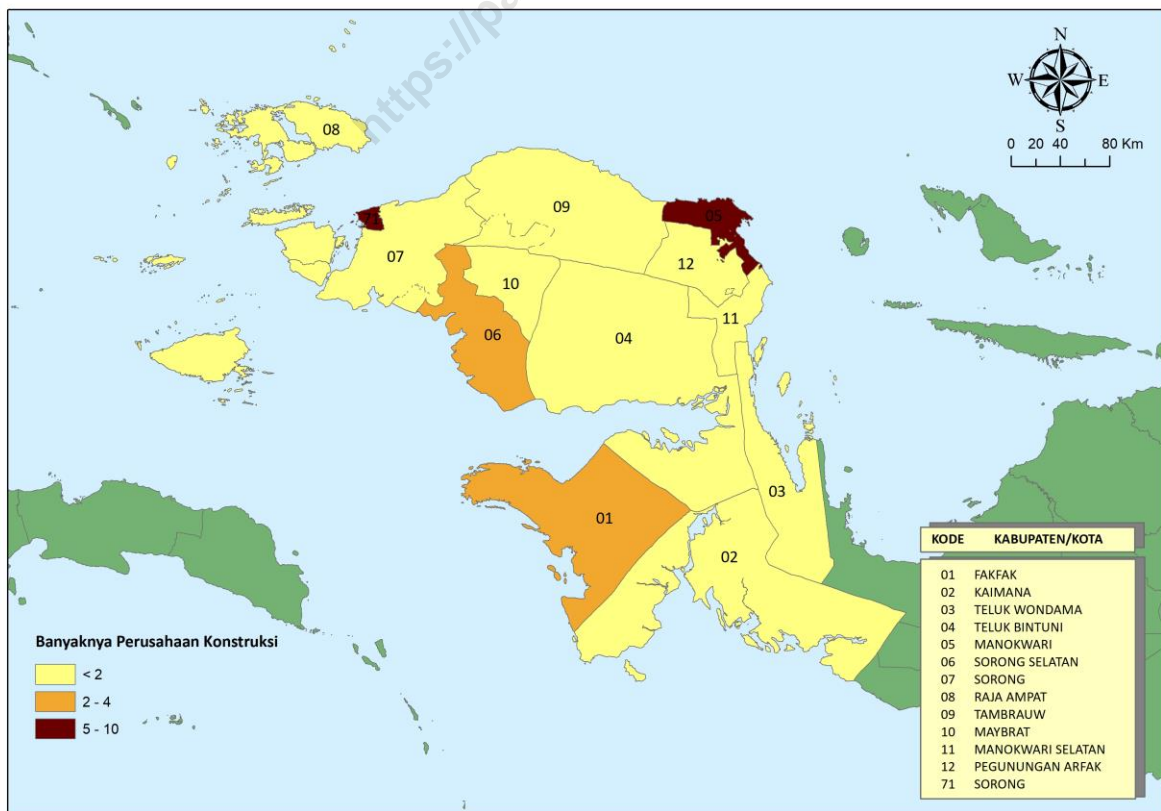 https://pa
N
W E
S
0 20 40 80 Km
08
71
09
05
07
10
12
11
06
04
01
03
02
KODE KABUPATEN/KOTA
01 FAKFAK
02 KAIMANA
03 TELUK WONDAMA
04 TELUK BINTUNI
05 MANOKWARI
06 SORONG SELATAN
07 SORONG
08 RAJA AMPAT
09 TAMBRAUW
10 MAYBRAT
11 MANOKWARI SELATAN
12 PEGUNUNGAN ARFAK
71 SORONG
Banyaknya Perusahaan Konstruksi
< 2
2 - 4
5 - 10